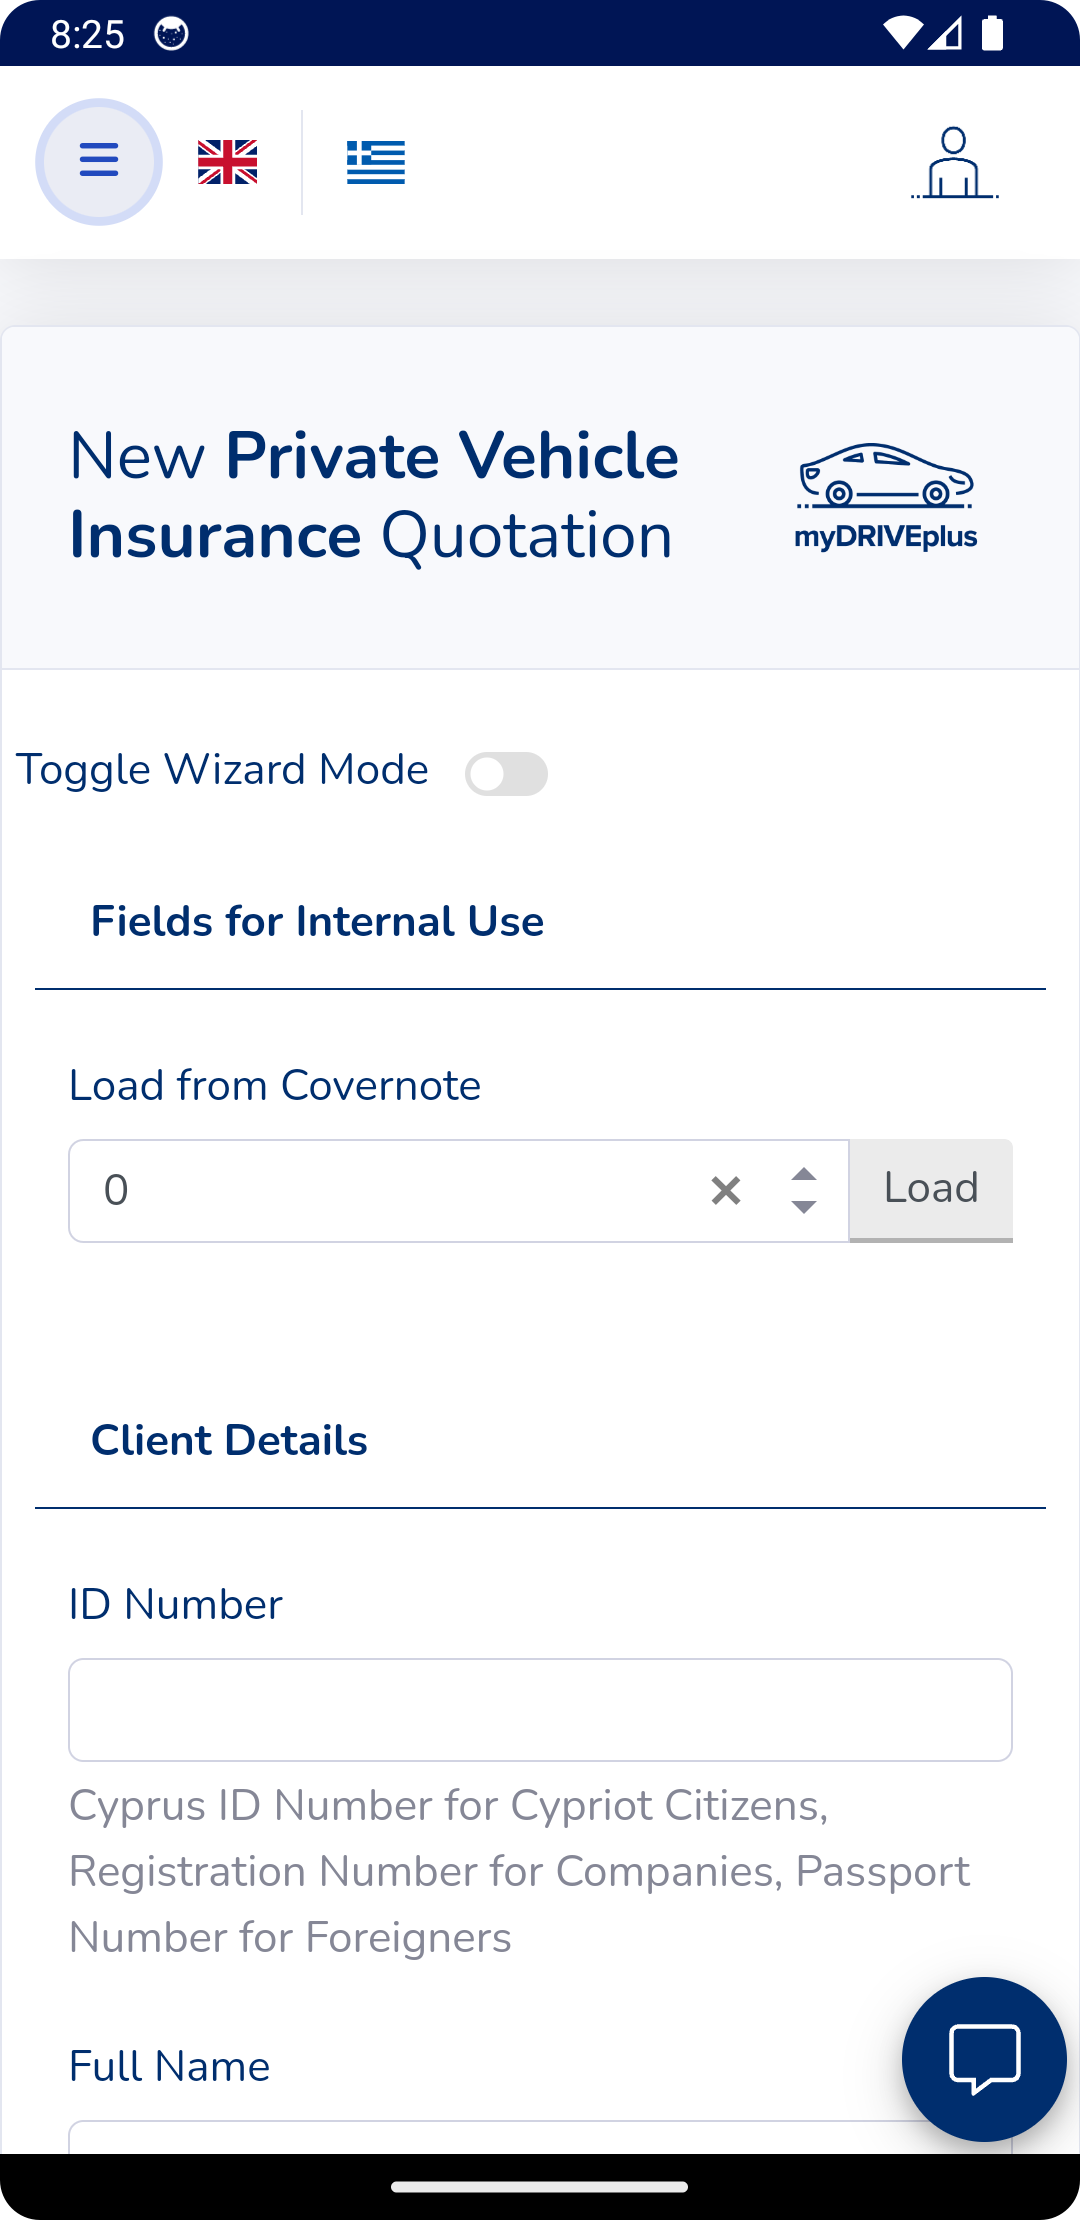 8:25
New Private Vehicle
Insurance Quotation
myDRIVEplus
Toggle Wizard Mode
Fields for Internal Use
Load from Covernote
0
Load
Client Details
ID Number
Cyprus ID Number for Cypriot Citizens,
Registration Number for Companies, Passport
Number for Foreigners
Full Name